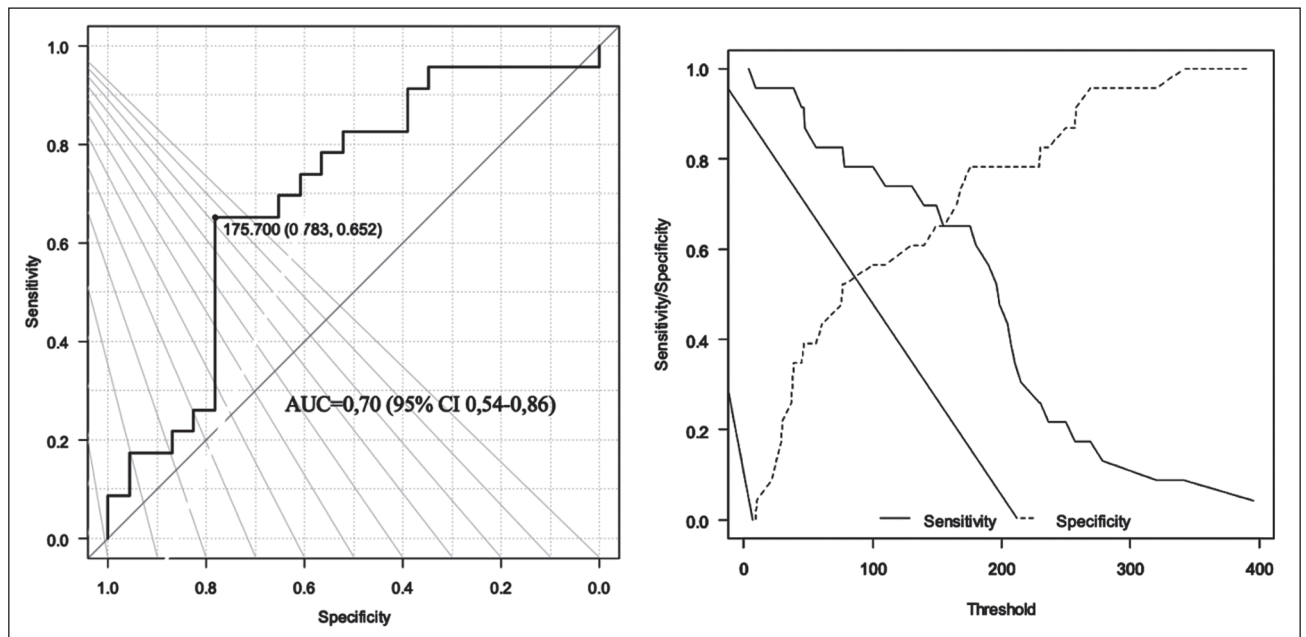 1.0
0.8
0.6
0.4
0.2
0.0
Sensitivity
175.700 (0 783, 0.652)
AUC=0,70 (95% CI 0,54-0,86)
1.0 0.8 0.6 0.4 0.2 0.0
Specificity
1.0
0.8
0.6
0.4
0.2
0.0
Sensitivity/Specificity
Sensitivity Specificity
0 100 200 300 400
Threshold